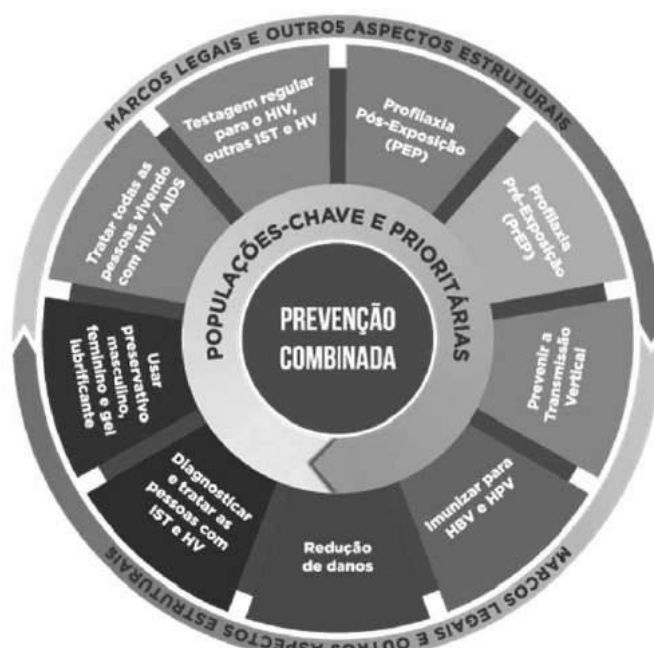 MARCOS LEGAIS E OUTROS ASPECTOS ESTRUTURAIS
Testagem regular
para o HIV,
outras IST e HV
Profilaxia
Pós-Exposição
(PEP)
Profilaxia
Pré-Exposição
(PrEP)
Prevenir a
Transmissão
Vertical
Imunizar para
HBV e HPV
Redução
de danos
Diagnosticar
e tratar as
pessoas com
IST e HV
Usar
preservativo
masculino,
feminino e gel
lubrificante
Tratar todas as
pessoas vivendo
com HIV / AIDS
POPULAÇÕES-CHAVE E PRIORITÁRIAS
PREVENÇÃO
COMBINADA
MARCOS LEGAIS E OUTROS ASPECTOS ESTRUTURAIS